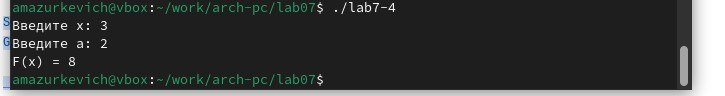 amazurkevich@vbox:~/work/arch-pc/lab07$ ./lab7-4
Введите x: 3
Введите a: 2
F(x) = 8
amazurkevich@vbox:~/work/arch-pc/lab07$